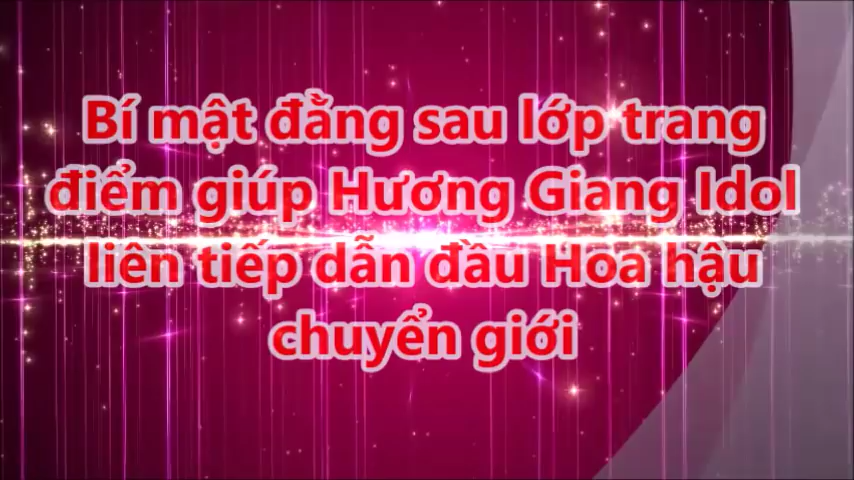 Bí mật đằng sau lớp trang
điểm giúp Hương Giang Idol
liên tiếp dẫn đầu Hoa hậu
chuyển giới